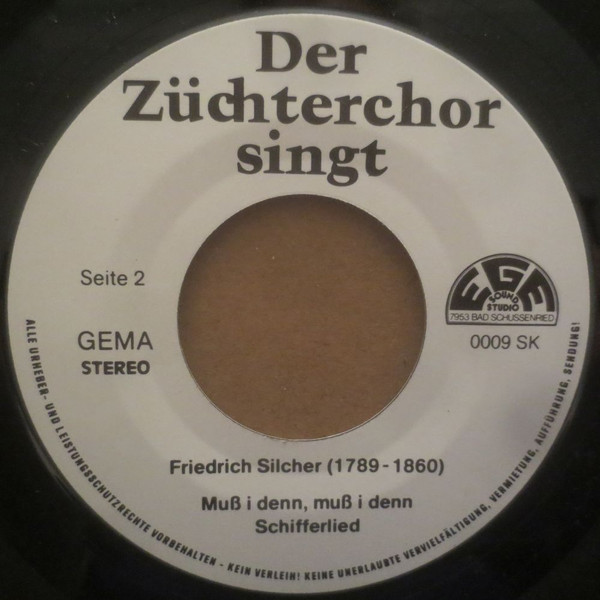 Der
Züchterchor
singt
Seite 2
GEMA
STEREO
EGE
SOUND
STUDIO
7953 BAD SCHUSSENRIED
0009 SK
Friedrich Silcher (1789-1860)
Muß i denn, muß i denn
Schifferlied
ALLE URHEBER- UND LEISTUNGSSCHUTZRECHTE VORBEHALTEN - KEIN VERLEIH! KEINE UNERLAUBTE VERVIELFÄLTIGUNG, VERMIETUNG, AUFFÜHRUNG, SENDUNG!